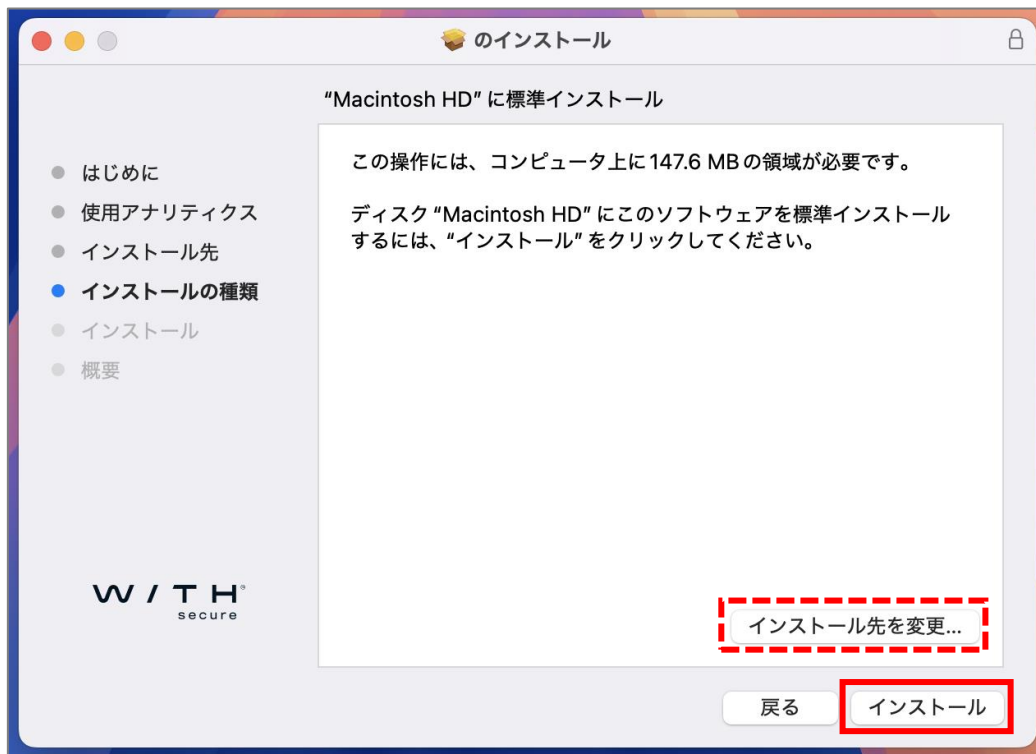 のインストール
“Macintosh HD” に標準インストール
はじめに
使用アナリティクス
インストール先
インストールの種類
インストール
概要
この操作には、コンピュータ上に147.6 MBの領域が必要です。
ディスク “Macintosh HD” にこのソフトウェアを標準インストール
するには、“インストール” をクリックしてください。
W / T H®
secure
インストール先を変更...
戻る
インストール